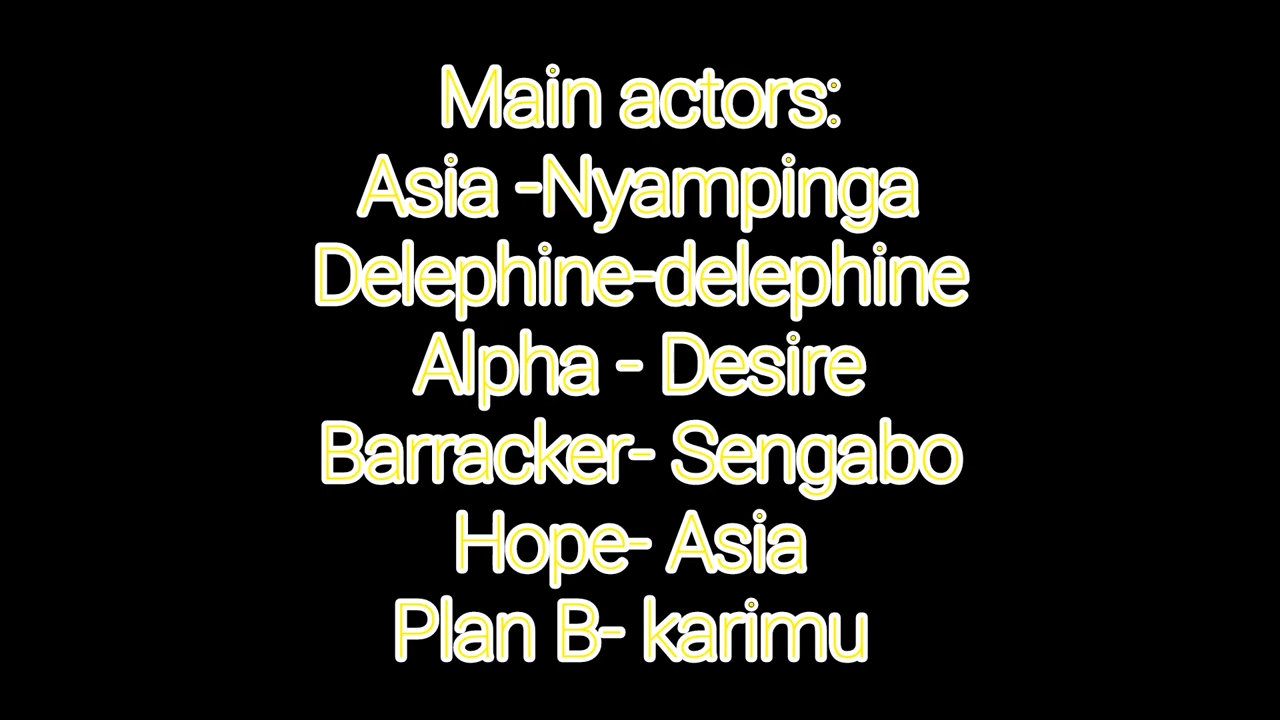 Main actors:
Asia -Nyampinga
Delephine-delephine
Alpha - Desire
Barracker- Sengabo
Hope- Asia
Plan B- karimu